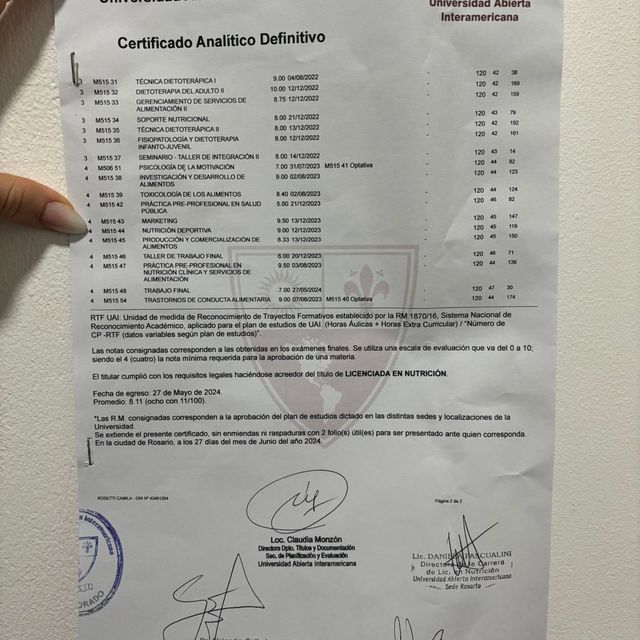 Universidad Abierta
Interamericana
Certificado Analítico Definitivo
3 M515 31 TÉCNICA DIETOTERÁPICA I 9.00 04/08/2022 - 120 42 38
3 M515 32 DIETOTERAPIA DEL ADULTO II 10.00 12/12/2022 - 120 42 169
3 M515 33 GERENCIAMIENTO DE SERVICIOS DE 8.75 12/12/2022 - 120 42 159
ALIMENTACIÓN II
3 M515 34 SOPORTE NUTRICIONAL 8.00 21/12/2022 - 120 43 79
3 M515 35 TÉCNICA DIETOTERÁPICA II 8.00 13/12/2022 - 120 42 192
3 M515 36 FISIOPATOLOGÍA Y DIETOTERAPIA 8.00 12/12/2022 - 120 42 161
INFANTO-JUVENIL
3 M515 37 SEMINARIO - TALLER DE INTEGRACIÓN II 8.00 14/12/2022 - 120 43 14
4 M506 51 PSICOLOGÍA DE LA MOTIVACIÓN 7.00 31/07/2023 M515 41 Optativa - 120 44 82
4 M515 38 INVESTIGACIÓN Y DESARROLLO DE 9.00 02/08/2023 - 120 44 123
ALIMENTOS
4 M515 39 TOXICOLOGÍA DE LOS ALIMENTOS 8.40 02/08/2023 - 120 44 124
4 M515 42 PRÁCTICA PRE-PROFESIONAL EN SALUD 5.00 21/12/2023 - 120 46 82
PÚBLICA
4 M515 43 MARKETING 9.50 13/12/2023 - 120 45 147
4 M515 44 NUTRICIÓN DEPORTIVA 9.00 12/12/2023 - 120 45 119
4 M515 45 PRODUCCIÓN Y COMERCIALIZACIÓN DE 8.33 13/12/2023 - 120 45 150
ALIMENTOS
4 M515 46 TALLER DE TRABAJO FINAL 6.00 20/12/2023 - 120 46 71
4 M515 47 PRÁCTICA PRE-PROFESIONAL EN 9.50 03/08/2023 - 120 44 139
NUTRICIÓN CLÍNICA Y SERVICIOS DE
ALIMENTACIÓN
4 M515 48 TRABAJO FINAL 7.00 27/05/2024 - 120 47 30
4 M515 54 TRASTORNOS DE CONDUCTA ALIMENTARIA 9.00 07/08/2023 M515 40 Optativa - 120 44 174
RTF UAI: Unidad de medida de Reconocimiento de Trayectos Formativos establecido por la RM 1870/16, Sistema Nacional de
Reconocimiento Académico, aplicado para el plan de estudios de UAI. (Horas Áulicas + Horas Extra Curricular) / "Número de
CP -RTF (datos variables según plan de estudios)".
Las notas consignadas corresponden a las obtenidas en los exámenes finales. Se utiliza una escala de evaluación que va del 0 a 10;
siendo el 4 (cuatro) la nota mínima requerida para la aprobación de una materia.
El titular cumplió con los requisitos legales haciéndose acreedor del título de LICENCIADA EN NUTRICIÓN.
Fecha de egreso: 27 de Mayo de 2024.
Promedio: 8.11 (ocho con 11/100).
*Las R.M. consignadas corresponden a la aprobación del plan de estudios dictado en las distintas sedes y localizaciones de la
Universidad.
Se extiende el presente certificado, sin enmiendas ni raspaduras con 2 folio(s) útil(es) para ser presentado ante quien corresponda.
En la ciudad de Rosario, a los 27 días del mes de Junio del año 2024.
ROSETTI CAMILA - DNI Nº 43491264
Página 2 de 2
Loc. Claudia Monzón
Directora Dpto. Títulos y Documentación
Sec. de Planificación y Evaluación
Universidad Abierta Interamericana
Lic. DANIELA PASCUALINI
Directora de la Carrera
de Lic. en Nutrición
Universidad Abierta Interamericana
Sede Rosario